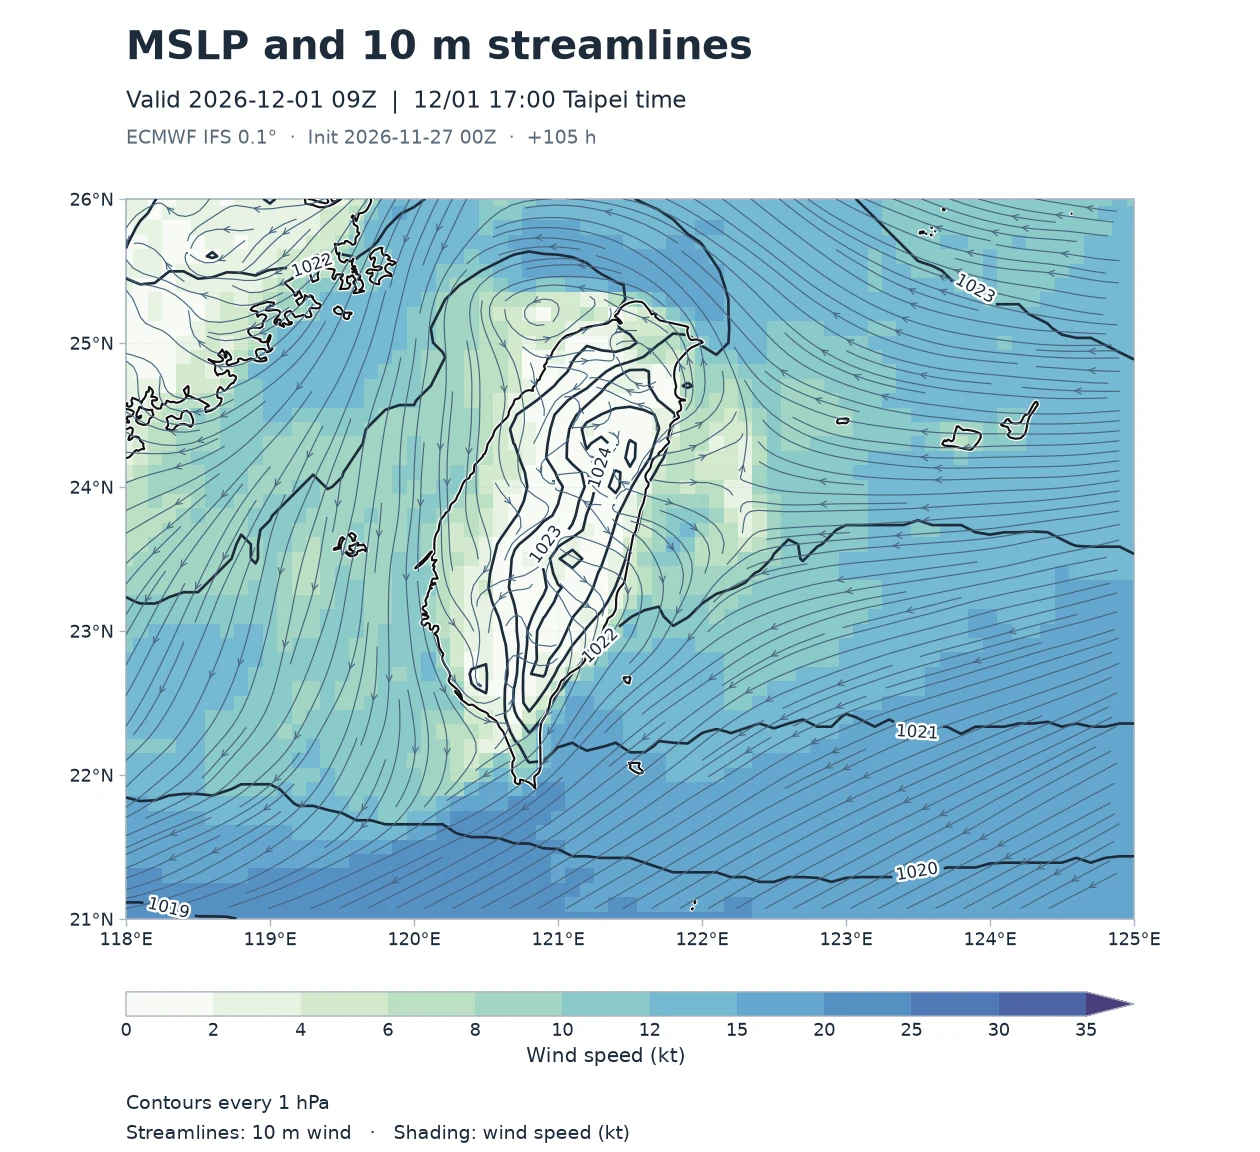 MSLP and 10 m streamlines
Valid 2026-12-01 09Z | 12/01 17:00 Taipei time
ECMWF IFS 0.1° · Init 2026-11-27 00Z · +105 h
26°N
25°N
24°N
23°N
22°N
21°N
1022
1023
1024
1023
1022
1021
1020
1019
118°E 119°E 120°E 121°E 122°E 123°E 124°E 125°E
0 2 4 6 8 10 12 15 20 25 30 35
Wind speed (kt)
Contours every 1 hPa
Streamlines: 10 m wind · Shading: wind speed (kt)